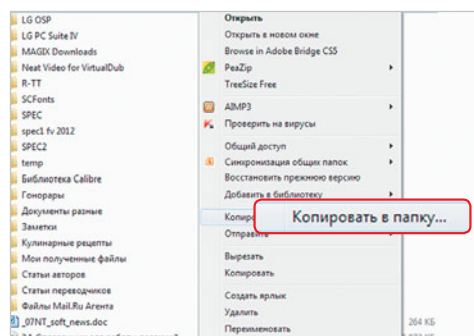 LG OSP
LG PC Suite IV
MAGIX Downloads
Neat Video for VirtualDub
R-TT
SCFonts
SPEC
spec1 fv 2012
SPEC2
temp
Библиотека Calibre
Гонорары
Документы разные
Заметки
Кулинарные рецепты
Мои полученные файлы
Статьи авторов
Статьи переводчиков
Файлы Mail.Ru Агента
_07NT_soft_news.doc
Открыть
Открыть в новом окне
Browse in Adobe Bridge CS5
PeaZip
TreeSize Free
AIMP3
Проверить на вирусы
Общий доступ
Синхронизация общих папок
Восстановить прежнюю версию
Добавить в библиотеку
Копировать в папку...
Отправить
Вырезать
Копировать
Создать ярлык
Удалить
Переименовать
264 КБ